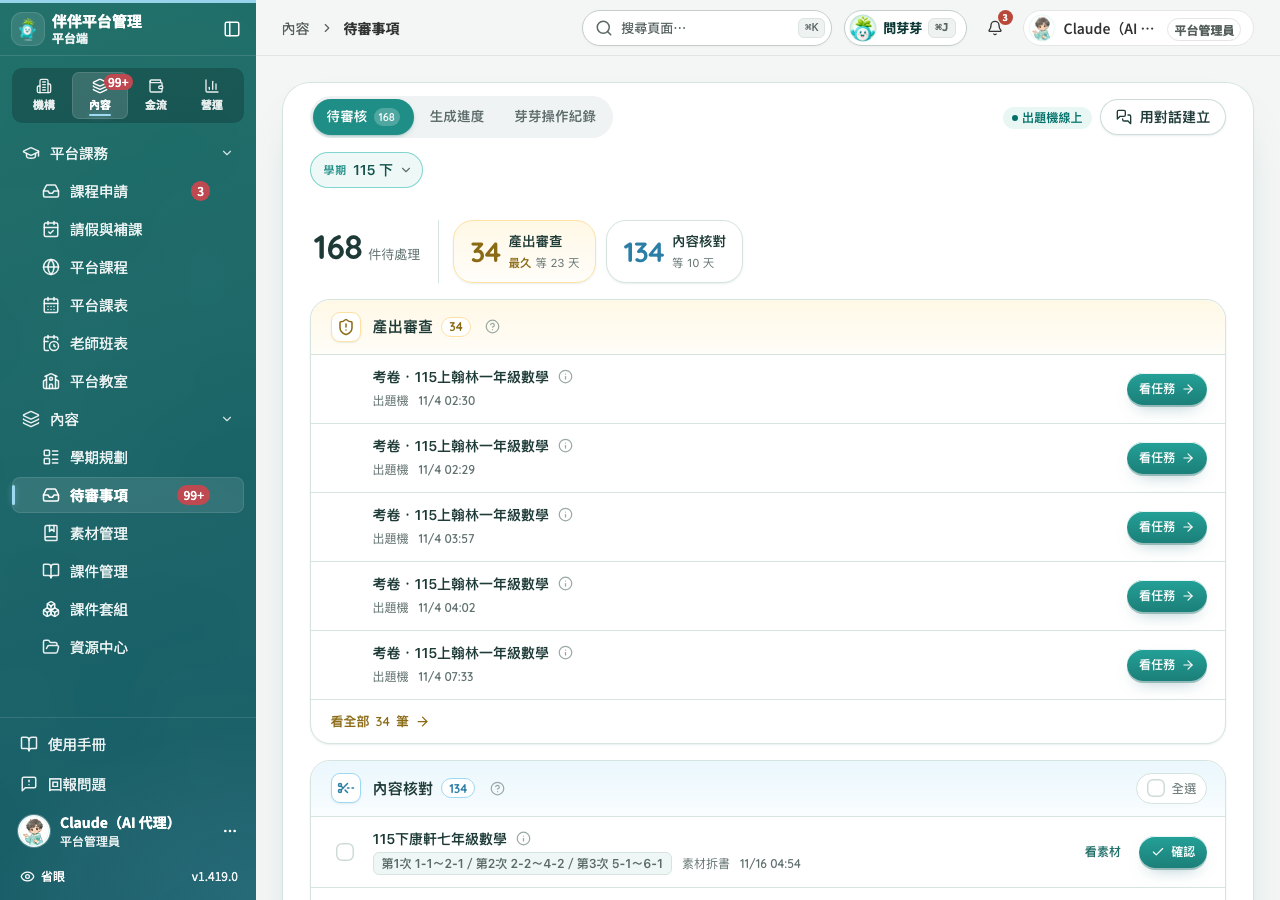 伴伴平台管理
平台端
機構
內容
99+
金流
營運
平台課務
課程申請
3
請假與補課
平台課程
平台課表
老師班表
平台教室
內容
學期規劃
待審事項
99+
素材管理
課件管理
課件套組
資源中心
使用手冊
回報問題
Claude（AI 代理）
平台管理員
省眼
v1.419.0
內容 > 待審事項
搜尋頁面…
⌘K
問芽芽
⌘J
3
Claude（AI …
平台管理員
待審核 168
生成進度
芽芽操作紀錄
出題機線上
用對話建立
學期 115 下
168 件待處理
34
產出審查
最久 等 23 天
134
內容核對
等 10 天
產出審查 34
考卷 · 115上翰林一年級數學
出題機 11/4 02:30
看任務
考卷 · 115上翰林一年級數學
出題機 11/4 02:29
看任務
考卷 · 115上翰林一年級數學
出題機 11/4 03:57
看任務
考卷 · 115上翰林一年級數學
出題機 11/4 04:02
看任務
考卷 · 115上翰林一年級數學
出題機 11/4 07:33
看任務
看全部 34 筆
內容核對 134
全選
115下康軒七年級數學
第1次 1-1～2-1 / 第2次 2-2～4-2 / 第3次 5-1～6-1
素材拆書 11/16 04:54
看素材
確認